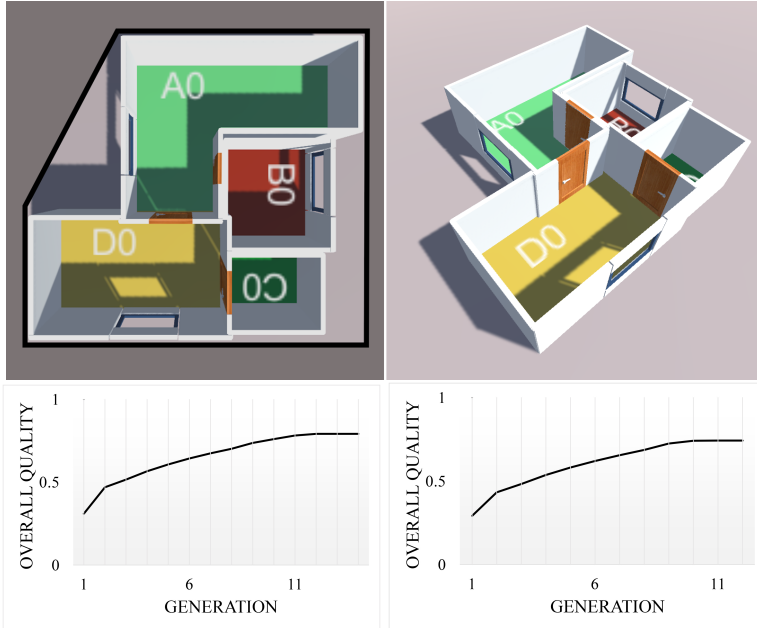 A0
B0
D0
C0
A0
B0
C
D0
OVERALL QUALITY
1
0.5
0
1
6
11
GENERATION
OVERALL QUALITY
1
0.5
0
1
6
11
GENERATION